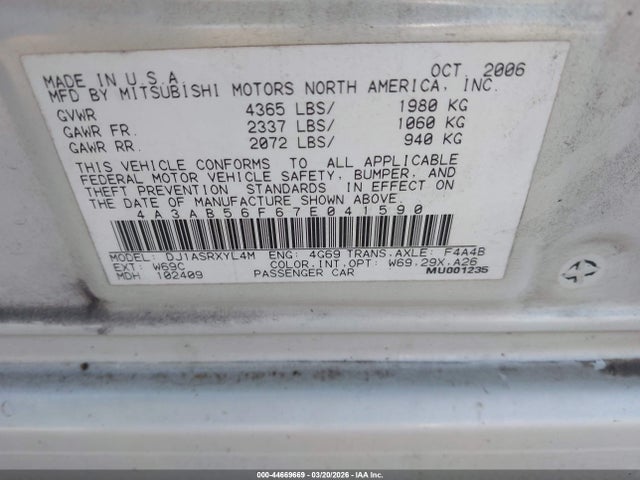 MADE IN U.S.A OCT 2006
MFD BY MITSUBISHI MOTORS NORTH AMERICA, INC.
GVWR 4365 LBS/ 1980 KG
GAWR FR. 2337 LBS/ 1060 KG
GAWR RR. 2072 LBS/ 940 KG
THIS VEHICLE CONFORMS TO ALL APPLICABLE
FEDERAL MOTOR VEHICLE SAFETY, BUMPER, AND
THEFT PREVENTION STANDARDS IN EFFECT ON
THE DATE OF MANUFACTURE SHOWN ABOVE.
4A3AB56F67E041590
MODEL: DJ1ASRXYL4M ENG: 4G69 TRANS.AXLE: F4A4B
EXT: W69C COLOR.INT.OPT: W69.29X.A26
MDH 102409 PASSENGER CAR MU001235
000-44669669 | 03/20/2026 | IAA Inc.